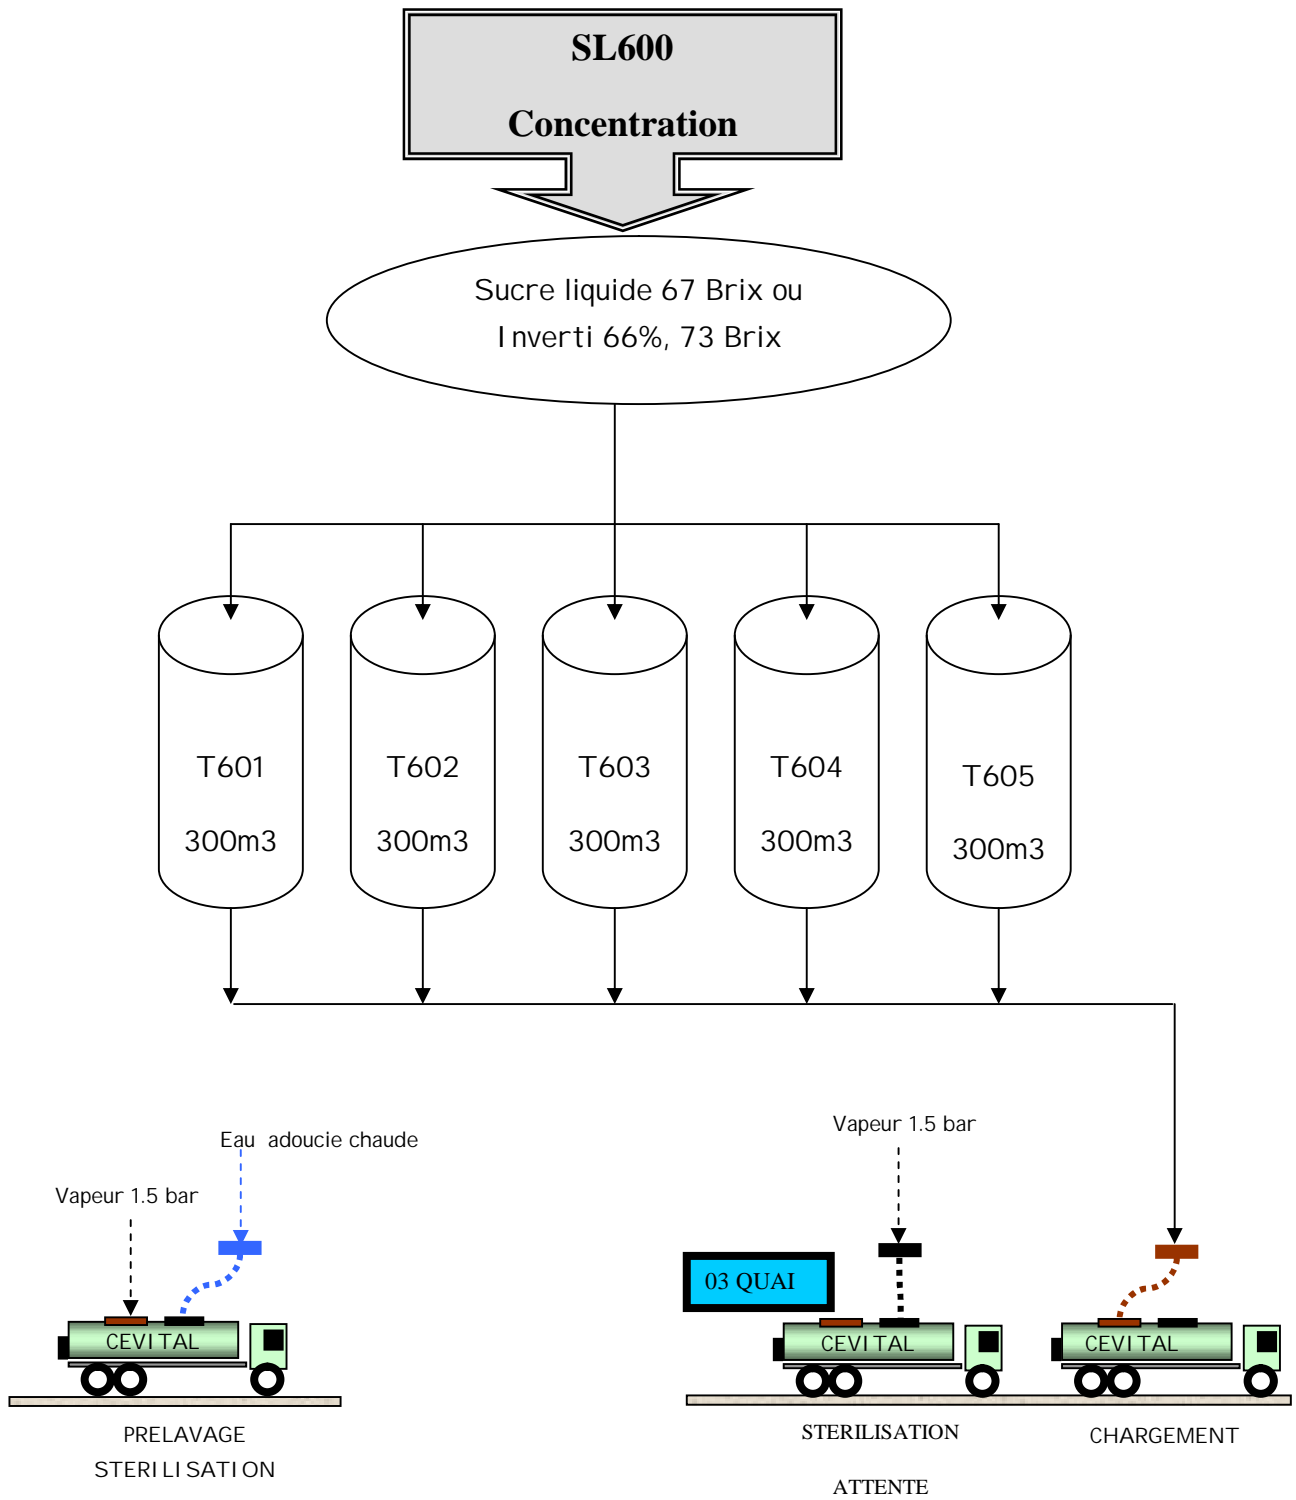 SL600
Concentration
Sucre liquide 67 Brix ou
Inverti 66%, 73 Brix
T601
300m3
T602
300m3
T603
300m3
T604
300m3
T605
300m3
Eau adoucie chaude
Vapeur 1.5 bar
CEVITAL
PRELAVAGE
STERILISATION
Vapeur 1.5 bar
03 QUAI
CEVITAL
STERILISATION
ATTENTE
CEVITAL
CHARGEMENT